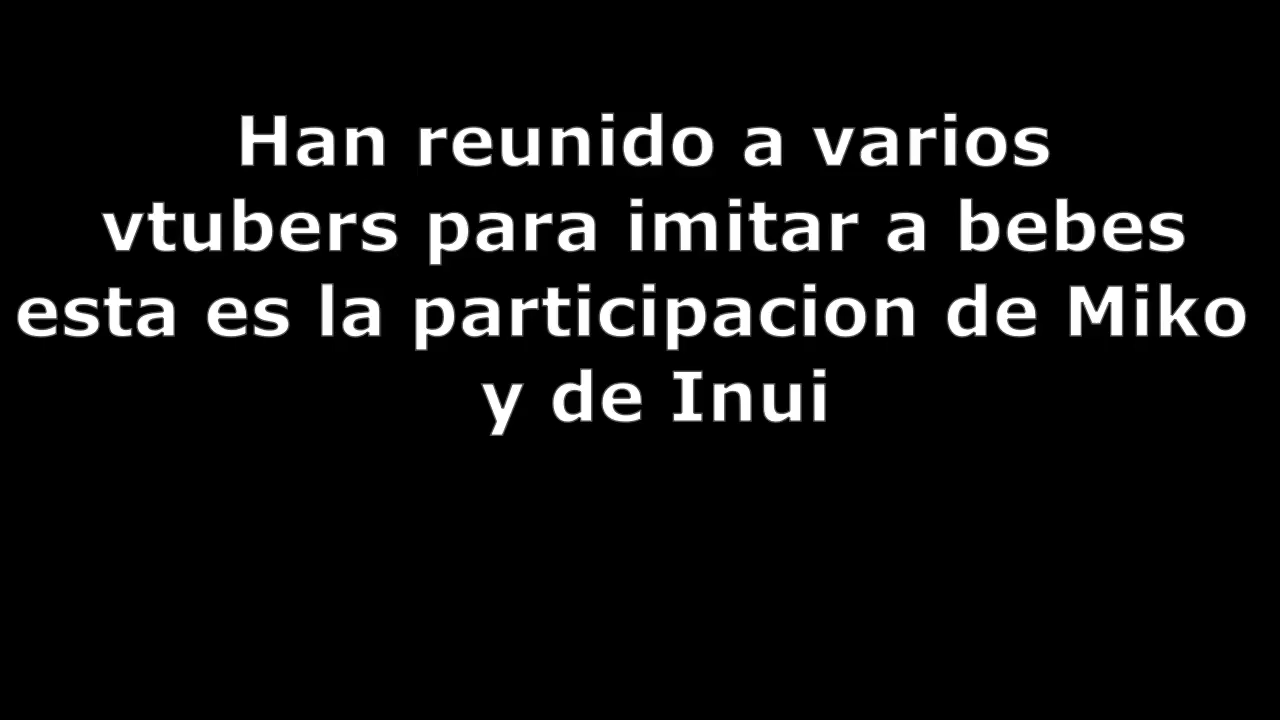 Han reunido a varios
vtubers para imitar a bebes
esta es la participacion de Miko
y de Inui